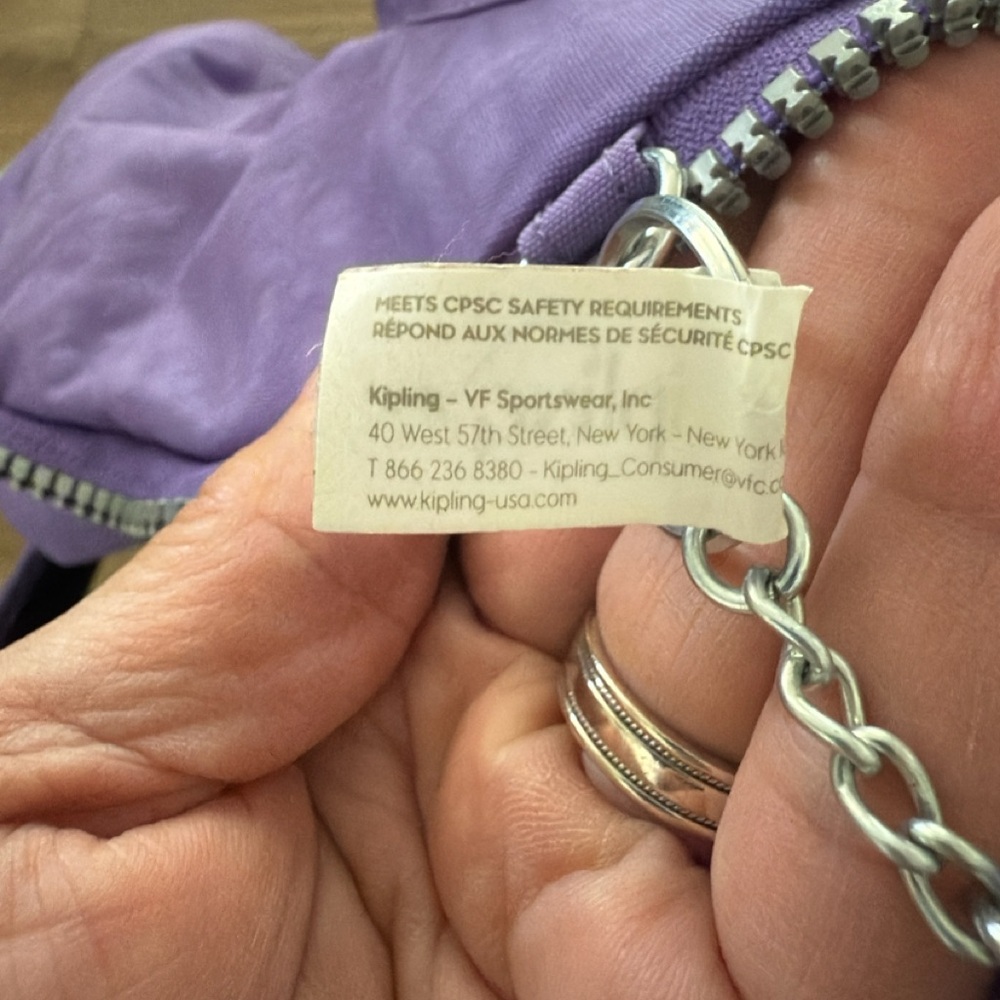 MEETS CPSC SAFETY REQUIREMENTS
RÉPOND AUX NORMES DE SÉCURITÉ CPSC
Kipling – VF Sportswear, Inc
40 West 57th Street, New York - New York
T 866 236 8380 - Kipling_Consumer@vfc.c
www.kipling-usa.com